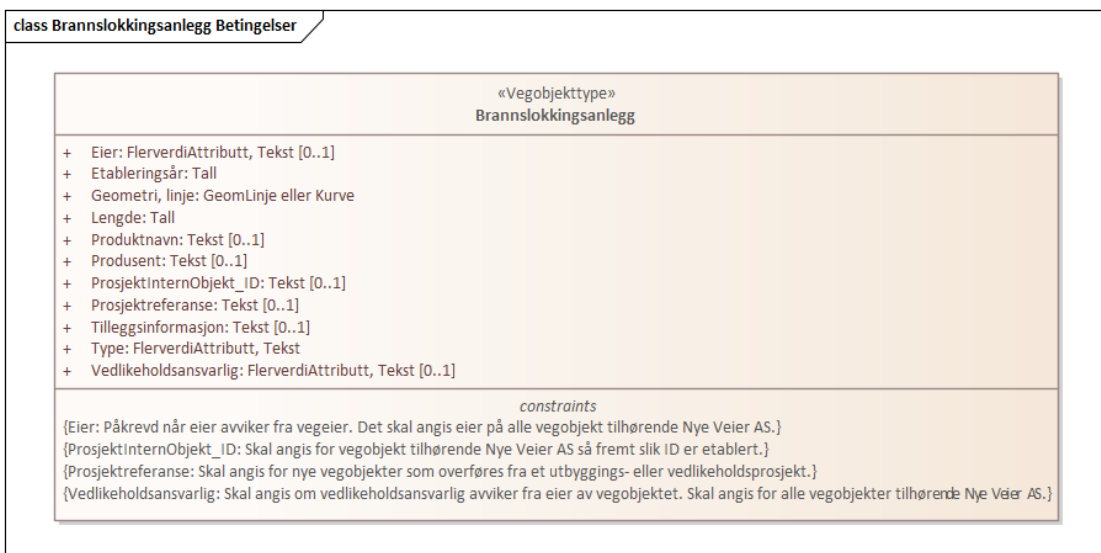 class Brannslokkingsanlegg Betingelser
«Vegobjekttype»
Brannslokkingsanlegg
+ Eier: FlerverdiAttributt, Tekst [0..1]
+ Etableringsår: Tall
+ Geometri, linje: GeomLinje eller Kurve
+ Lengde: Tall
+ Produktnavn: Tekst [0..1]
+ Produsent: Tekst [0..1]
+ ProsjektInternObjekt_ID: Tekst [0..1]
+ Prosjektreferanse: Tekst [0..1]
+ Tilleggsinformasjon: Tekst [0..1]
+ Type: FlerverdiAttributt, Tekst
+ Vedlikeholdsansvarlig: FlerverdiAttributt, Tekst [0..1]
constraints
{Eier: Påkrevd når eier avviker fra vegeier. Det skal angis eier på alle vegobjekt tilhørende Nye Veier AS.}
{ProsjektInternObjekt_ID: Skal angis for vegobjekt tilhørende Nye Veier AS så fremt slik ID er etablert.}
{Prosjektreferanse: Skal angis for nye vegobjekter som overføres fra et utbyggings- eller vedlikeholdsprosjekt.}
{Vedlikeholdsansvarlig: Skal angis om vedlikeholdsansvarlig avviker fra eier av vegobjektet. Skal angis for alle vegobjekter tilhørende Nye Veier AS.}